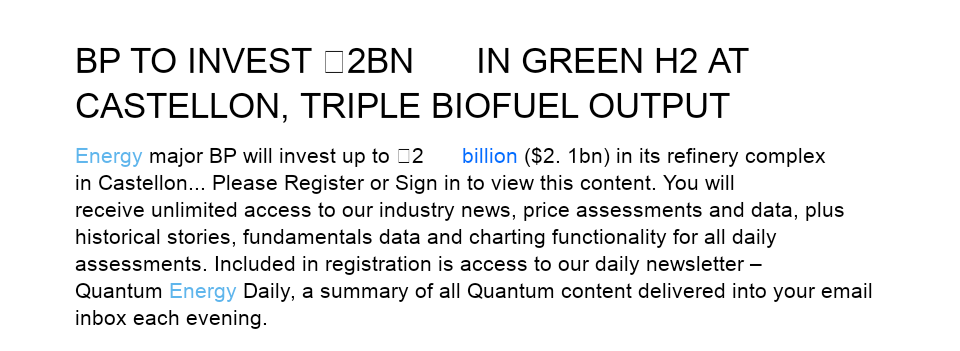 BP TO INVEST □2BN IN GREEN H2 AT
CASTELLON, TRIPLE BIOFUEL OUTPUT
Energy major BP will invest up to □2 billion ($2. 1bn) in its refinery complex
in Castellon... Please Register or Sign in to view this content. You will
receive unlimited access to our industry news, price assessments and data, plus
historical stories, fundamentals data and charting functionality for all daily
assessments. Included in registration is access to our daily newsletter –
Quantum Energy Daily, a summary of all Quantum content delivered into your email
inbox each evening.